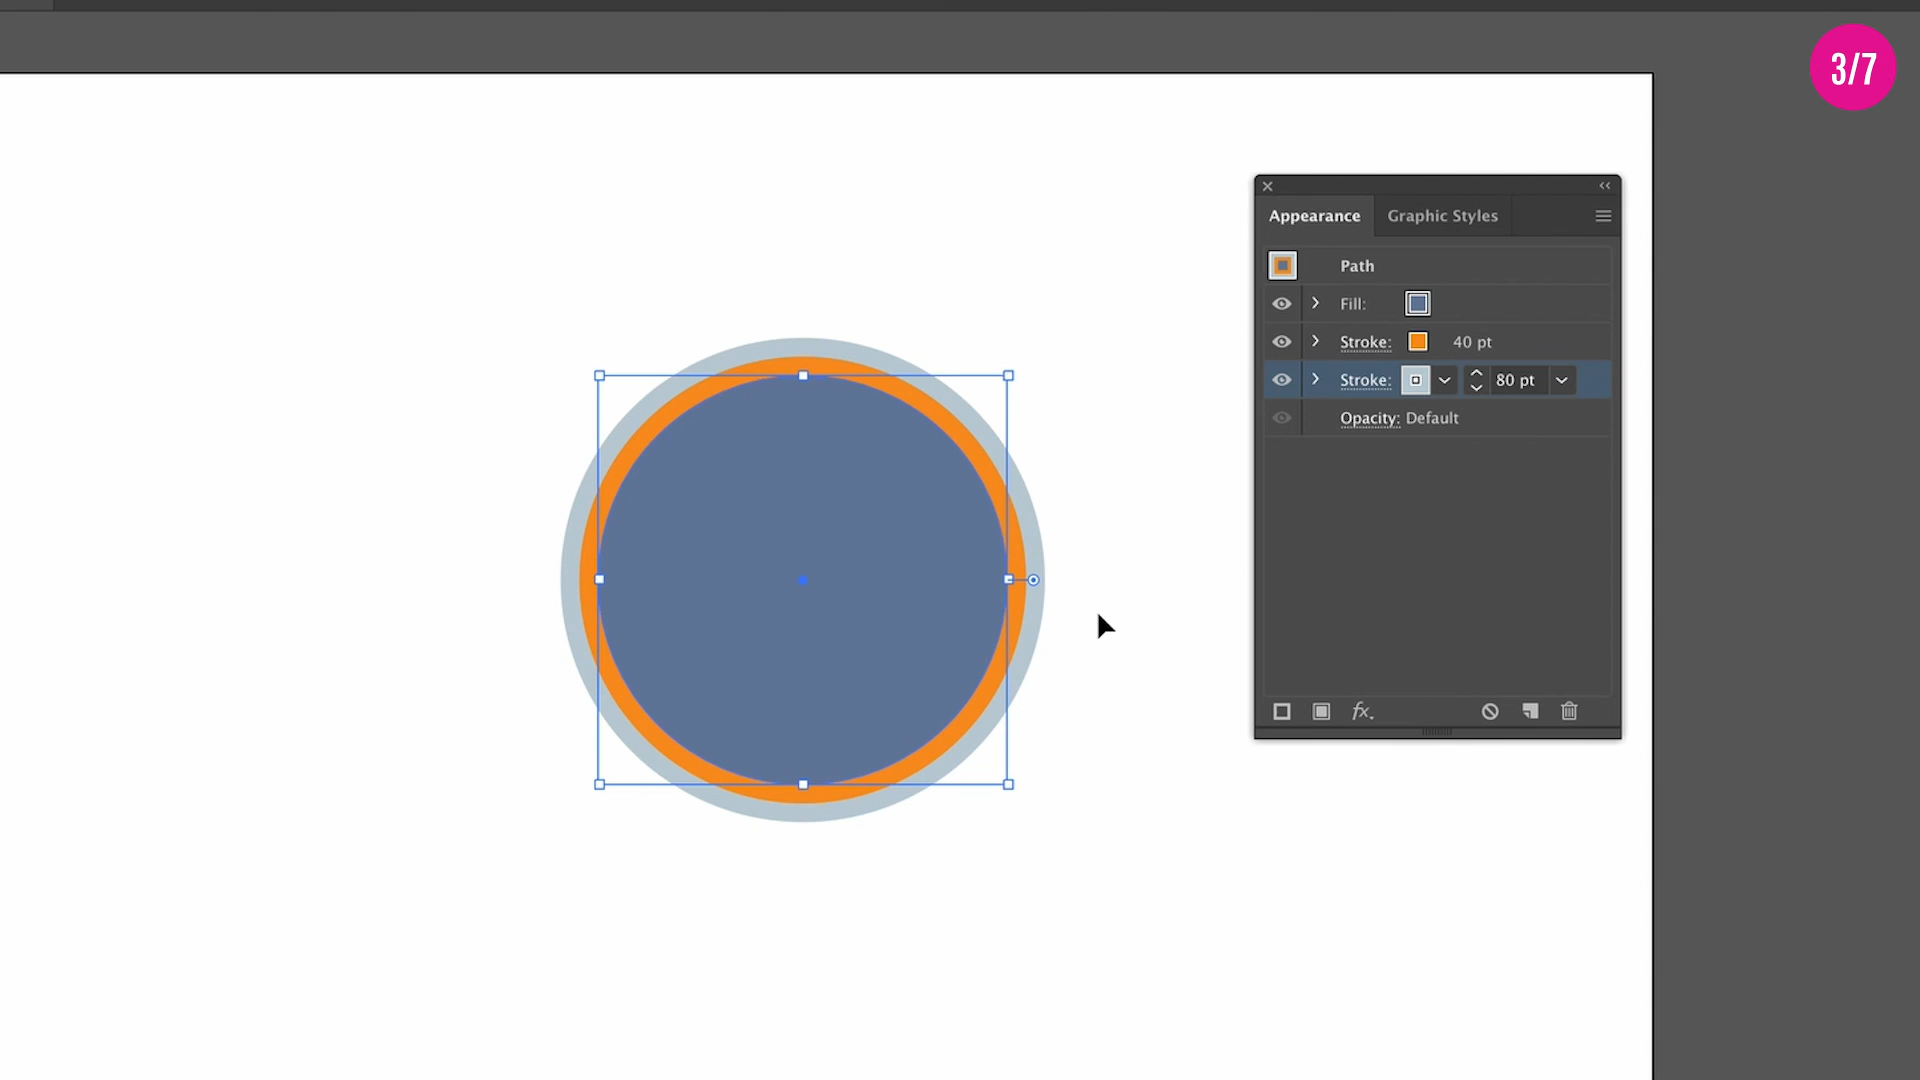 3/7
Appearance
Graphic Styles
Path
Fill:
Stroke: 40 pt
Stroke: 80 pt
Opacity: Default
fx.